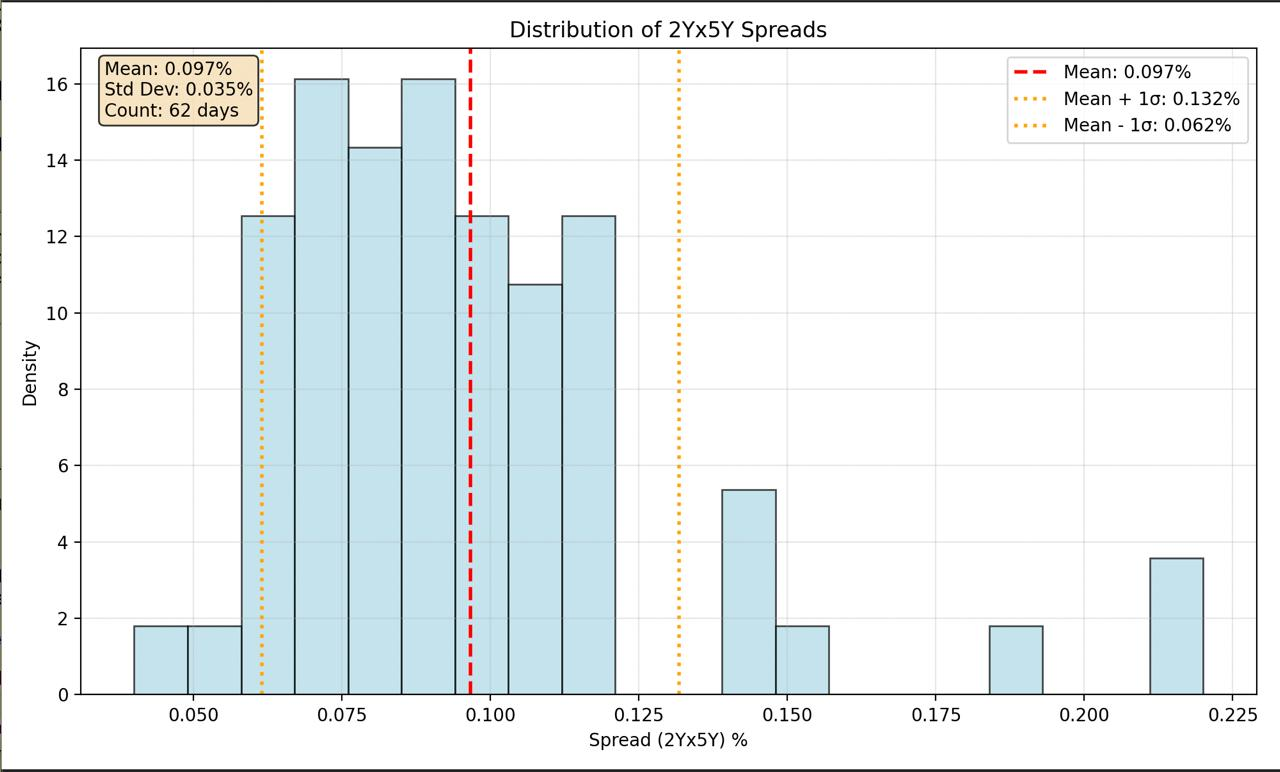 Distribution of 2Yx5Y Spreads
Mean: 0.097%
Std Dev: 0.035%
Count: 62 days
Mean: 0.097%
Mean + 1σ: 0.132%
Mean - 1σ: 0.062%
Density
16
14
12
10
8
6
4
2
0
0.050 0.075 0.100 0.125 0.150 0.175 0.200 0.225
Spread (2Yx5Y) %